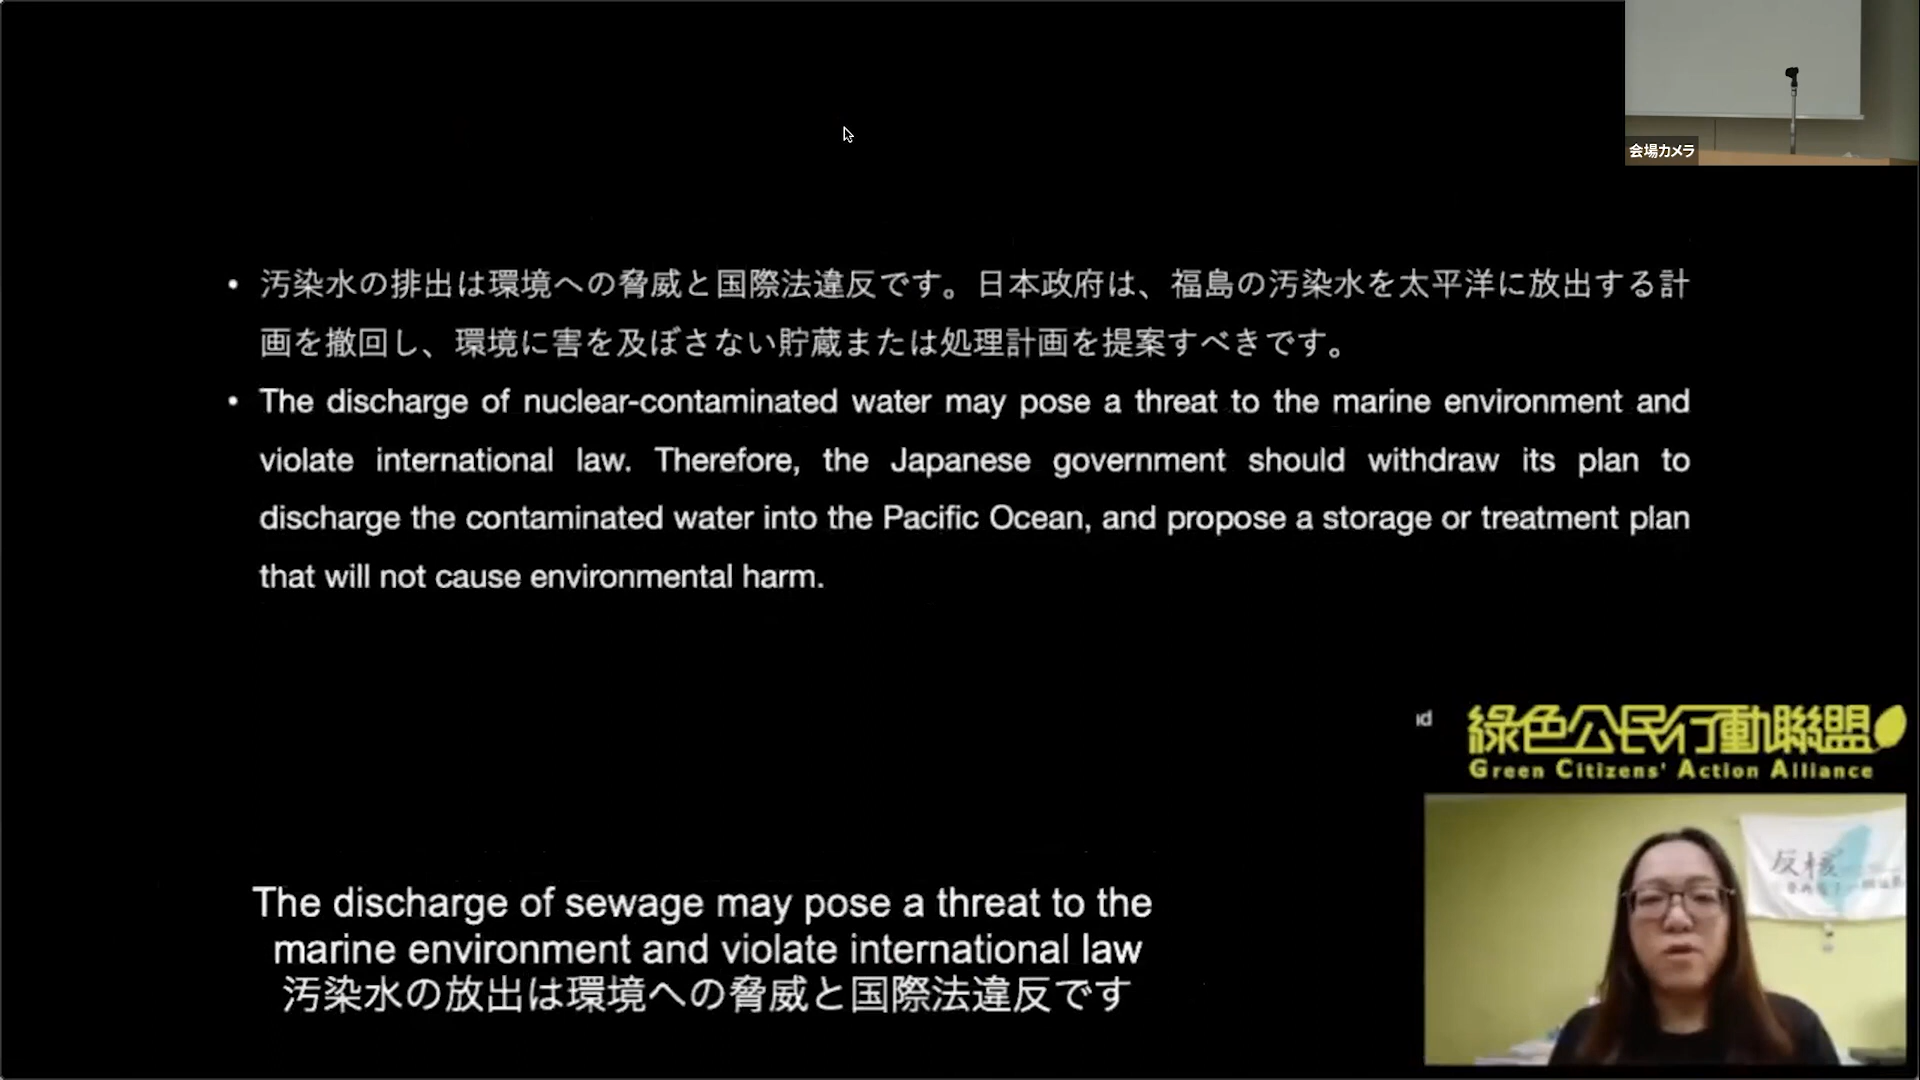 会場カメラ
• 汚染水の排出は環境への脅威と国際法違反です。日本政府は、福島の汚染水を太平洋に放出する計
画を撤回し、環境に害を及ぼさない貯蔵または処理計画を提案すべきです。
• The discharge of nuclear-contaminated water may pose a threat to the marine environment and
violate international law. Therefore, the Japanese government should withdraw its plan to
discharge the contaminated water into the Pacific Ocean, and propose a storage or treatment plan
that will not cause environmental harm.
綠色公民行動聯盟
Green Citizens' Action Alliance
反核
The discharge of sewage may pose a threat to the
marine environment and violate international law
汚染水の放出は環境への脅威と国際法違反です